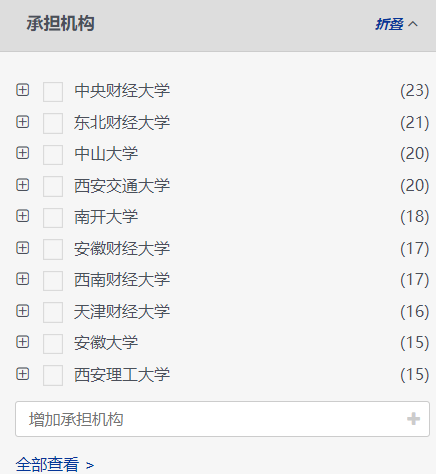 承担机构 折叠
中央财经大学 (23)
东北财经大学 (21)
中山大学 (20)
西安交通大学 (20)
南开大学 (18)
安徽财经大学 (17)
西南财经大学 (17)
天津财经大学 (16)
安徽大学 (15)
西安理工大学 (15)
增加承担机构 +
全部查看 >